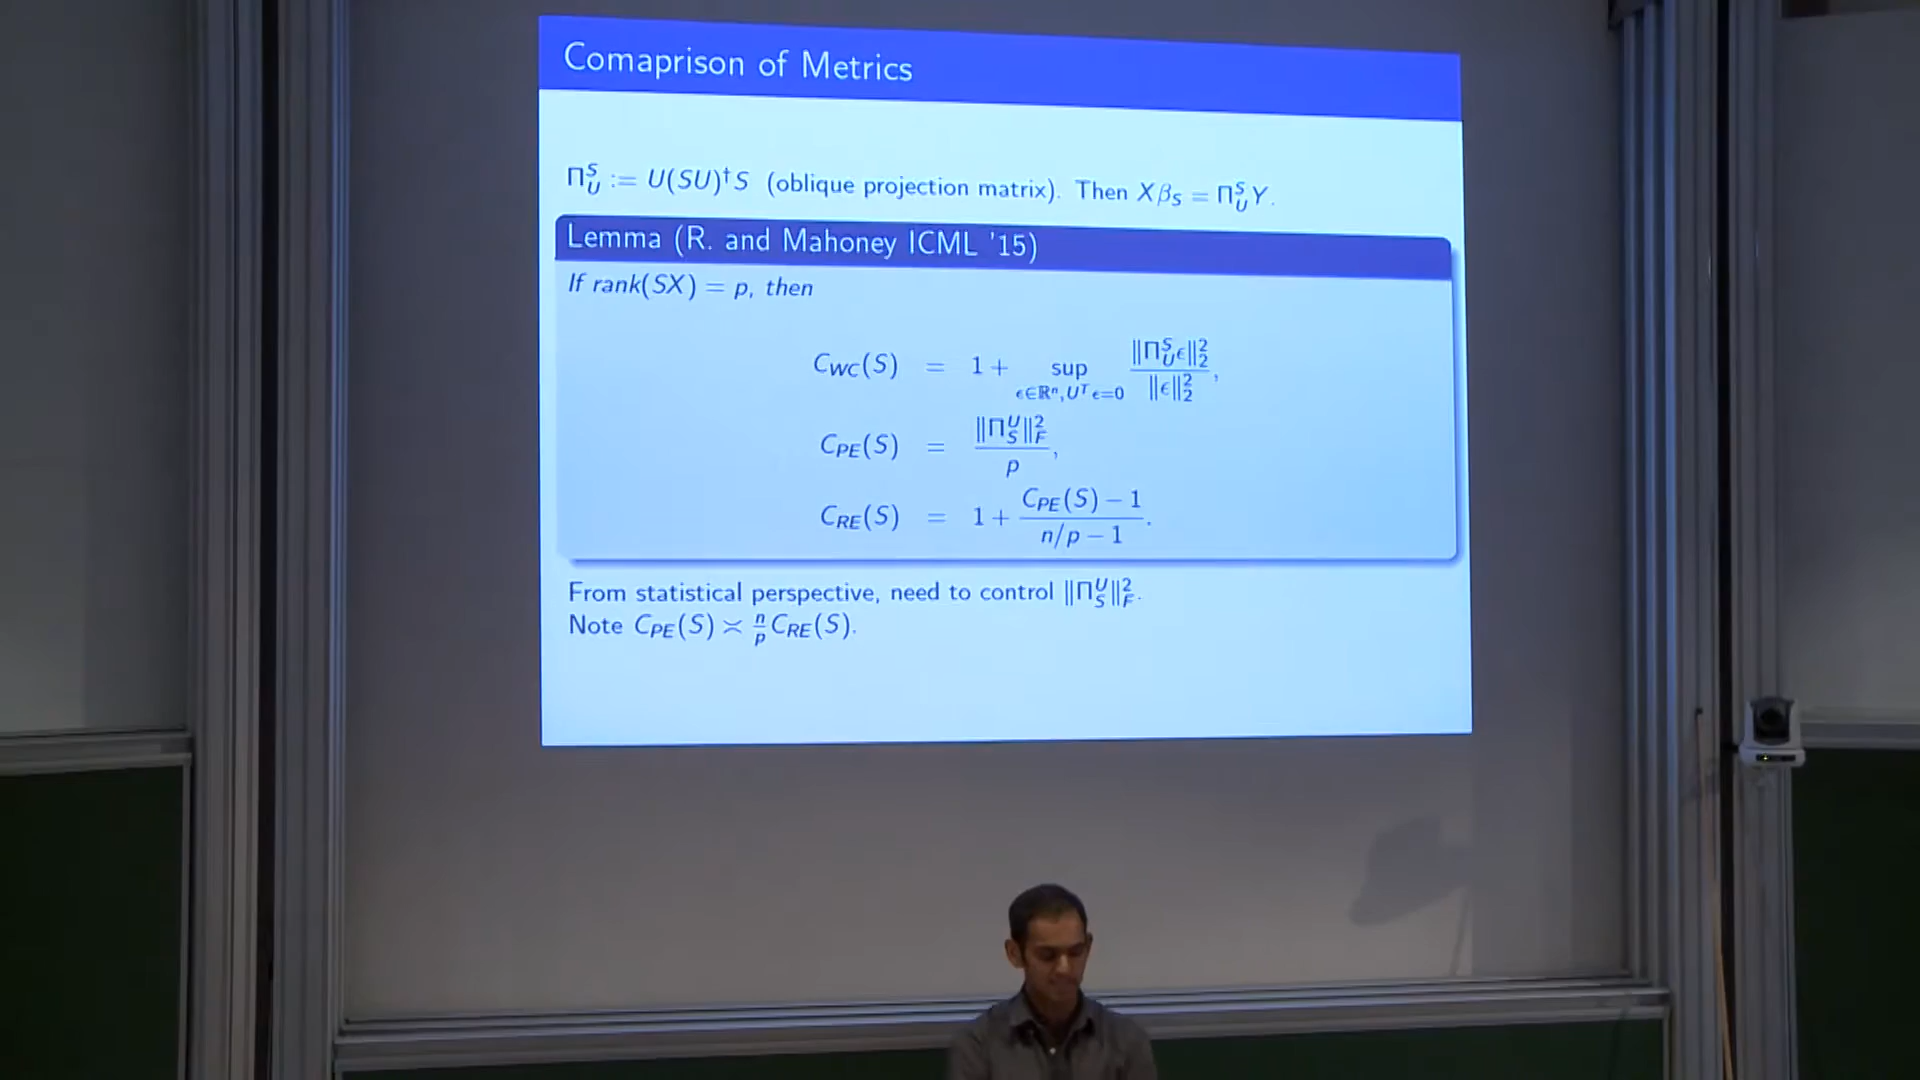 Comaprison of Metrics
Π_U^S := U(SU)^†S (oblique projection matrix). Then Xβ_S = Π_U^S Y.
Lemma (R. and Mahoney ICML '15)
If rank(SX) = p, then
C_WC(S) = 1 + sup_{ϵ∈ℝ^n, U^T ϵ=0} ‖Π_U^S ϵ‖_2^2 / ‖ϵ‖_2^2,
C_PE(S) = ‖Π_S^U‖_F^2 / p,
C_RE(S) = 1 + (C_PE(S) − 1) / (n/p − 1).
From statistical perspective, need to control ‖Π_S^U‖_F^2.
Note C_PE(S) ≍ n/p C_RE(S).